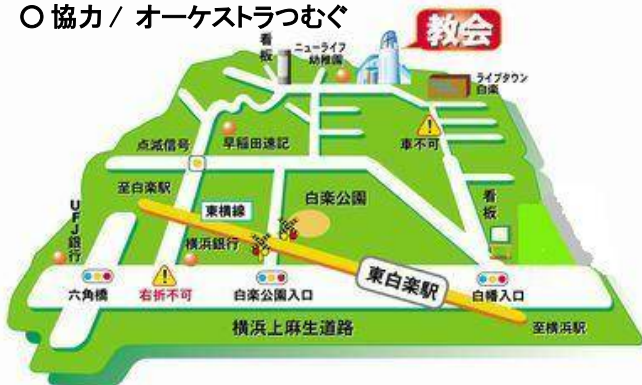 ○ 協力 / オーケストラつむぐ
教会
看板
ニューライフ
幼稚園
ライブタウン
白楽
点滅信号
早稲田速記
車不可
至白楽駅
白楽公園
看板
東横線
UFJ銀行
横浜銀行
東白楽駅
六角橋
右折不可
白楽公園入口
白幡入口
横浜上麻生道路
至横浜駅